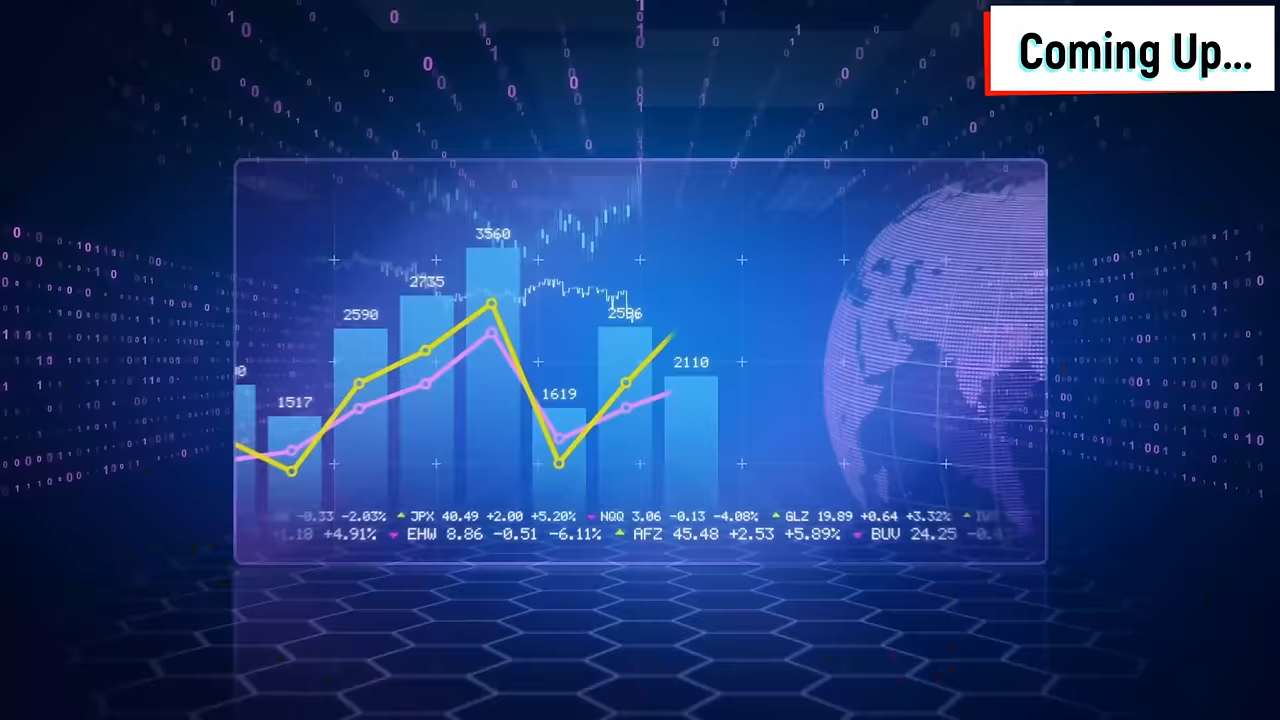 Coming Up...
3560
2735
2590
2110
1619
1517
-0.33 -2.03% ▲ JPX 40.49 +2.00 +5.20% ▼ NQQ 3.06 -0.13 -4.08% ▲ GLZ 19.89 +0.64 +3.32% ▲
+4.91% ▼ EHW 8.86 -0.51 -6.11% ▲ AFZ 45.48 +2.53 +5.89% ▼ BUV 24.25